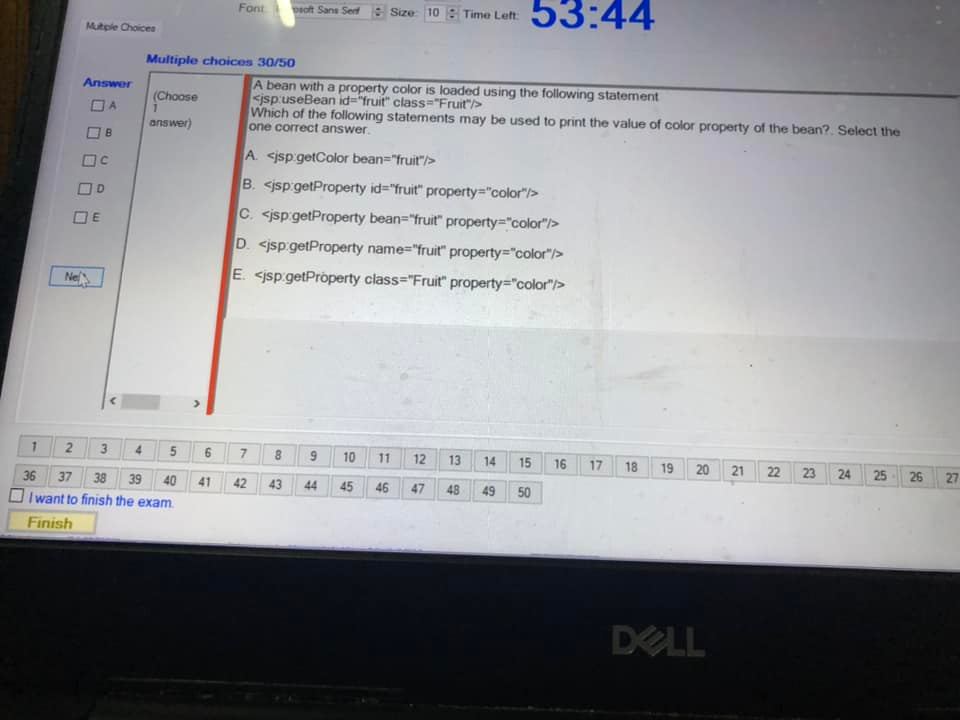 Font: osoft Sans Serif Size: 10 Time Left: 53:44
Multiple Choices
Multiple choices 30/50
Answer
A
B
C
D
E
(Choose
1
answer)
A bean with a property color is loaded using the following statement
<jsp:useBean id="fruit" class="Fruit"/>
Which of the following statements may be used to print the value of color property of the bean?. Select the
one correct answer.
A. <jsp:getColor bean="fruit"/>
B. <jsp:getProperty id="fruit" property="color"/>
C. <jsp:getProperty bean="fruit" property="color"/>
D. <jsp:getProperty name="fruit" property="color"/>
E. <jsp:getProperty class="Fruit" property="color"/>
1 2 3 4 5 6 7 8 9 10 11 12 13 14 15 16 17 18 19 20 21 22 23 24 25 26 27
36 37 38 39 40 41 42 43 44 45 46 47 48 49 50
I want to finish the exam.
Finish
DELL